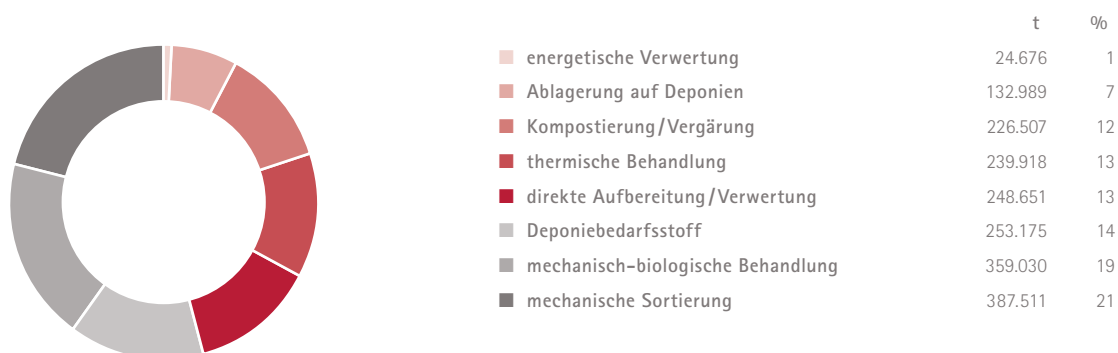 t %
energetische Verwertung 24.676 1
Ablagerung auf Deponien 132.989 7
Kompostierung/Vergärung 226.507 12
thermische Behandlung 239.918 13
direkte Aufbereitung/Verwertung 248.651 13
Deponiebedarfsstoff 253.175 14
mechanisch-biologische Behandlung 359.030 19
mechanische Sortierung 387.511 21